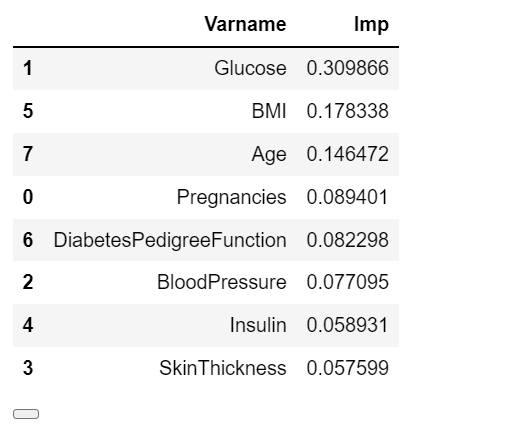 Varname Imp
1 Glucose 0.309866
5 BMI 0.178338
7 Age 0.146472
0 Pregnancies 0.089401
6 DiabetesPedigreeFunction 0.082298
2 BloodPressure 0.077095
4 Insulin 0.058931
3 SkinThickness 0.057599